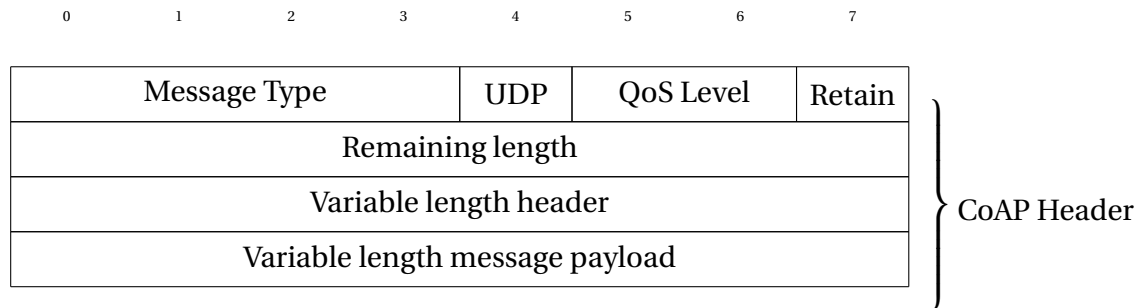 0 1 2 3 4 5 6 7
Message Type UDP QoS Level Retain
Remaining length
Variable length header
CoAP Header
Variable length message payload